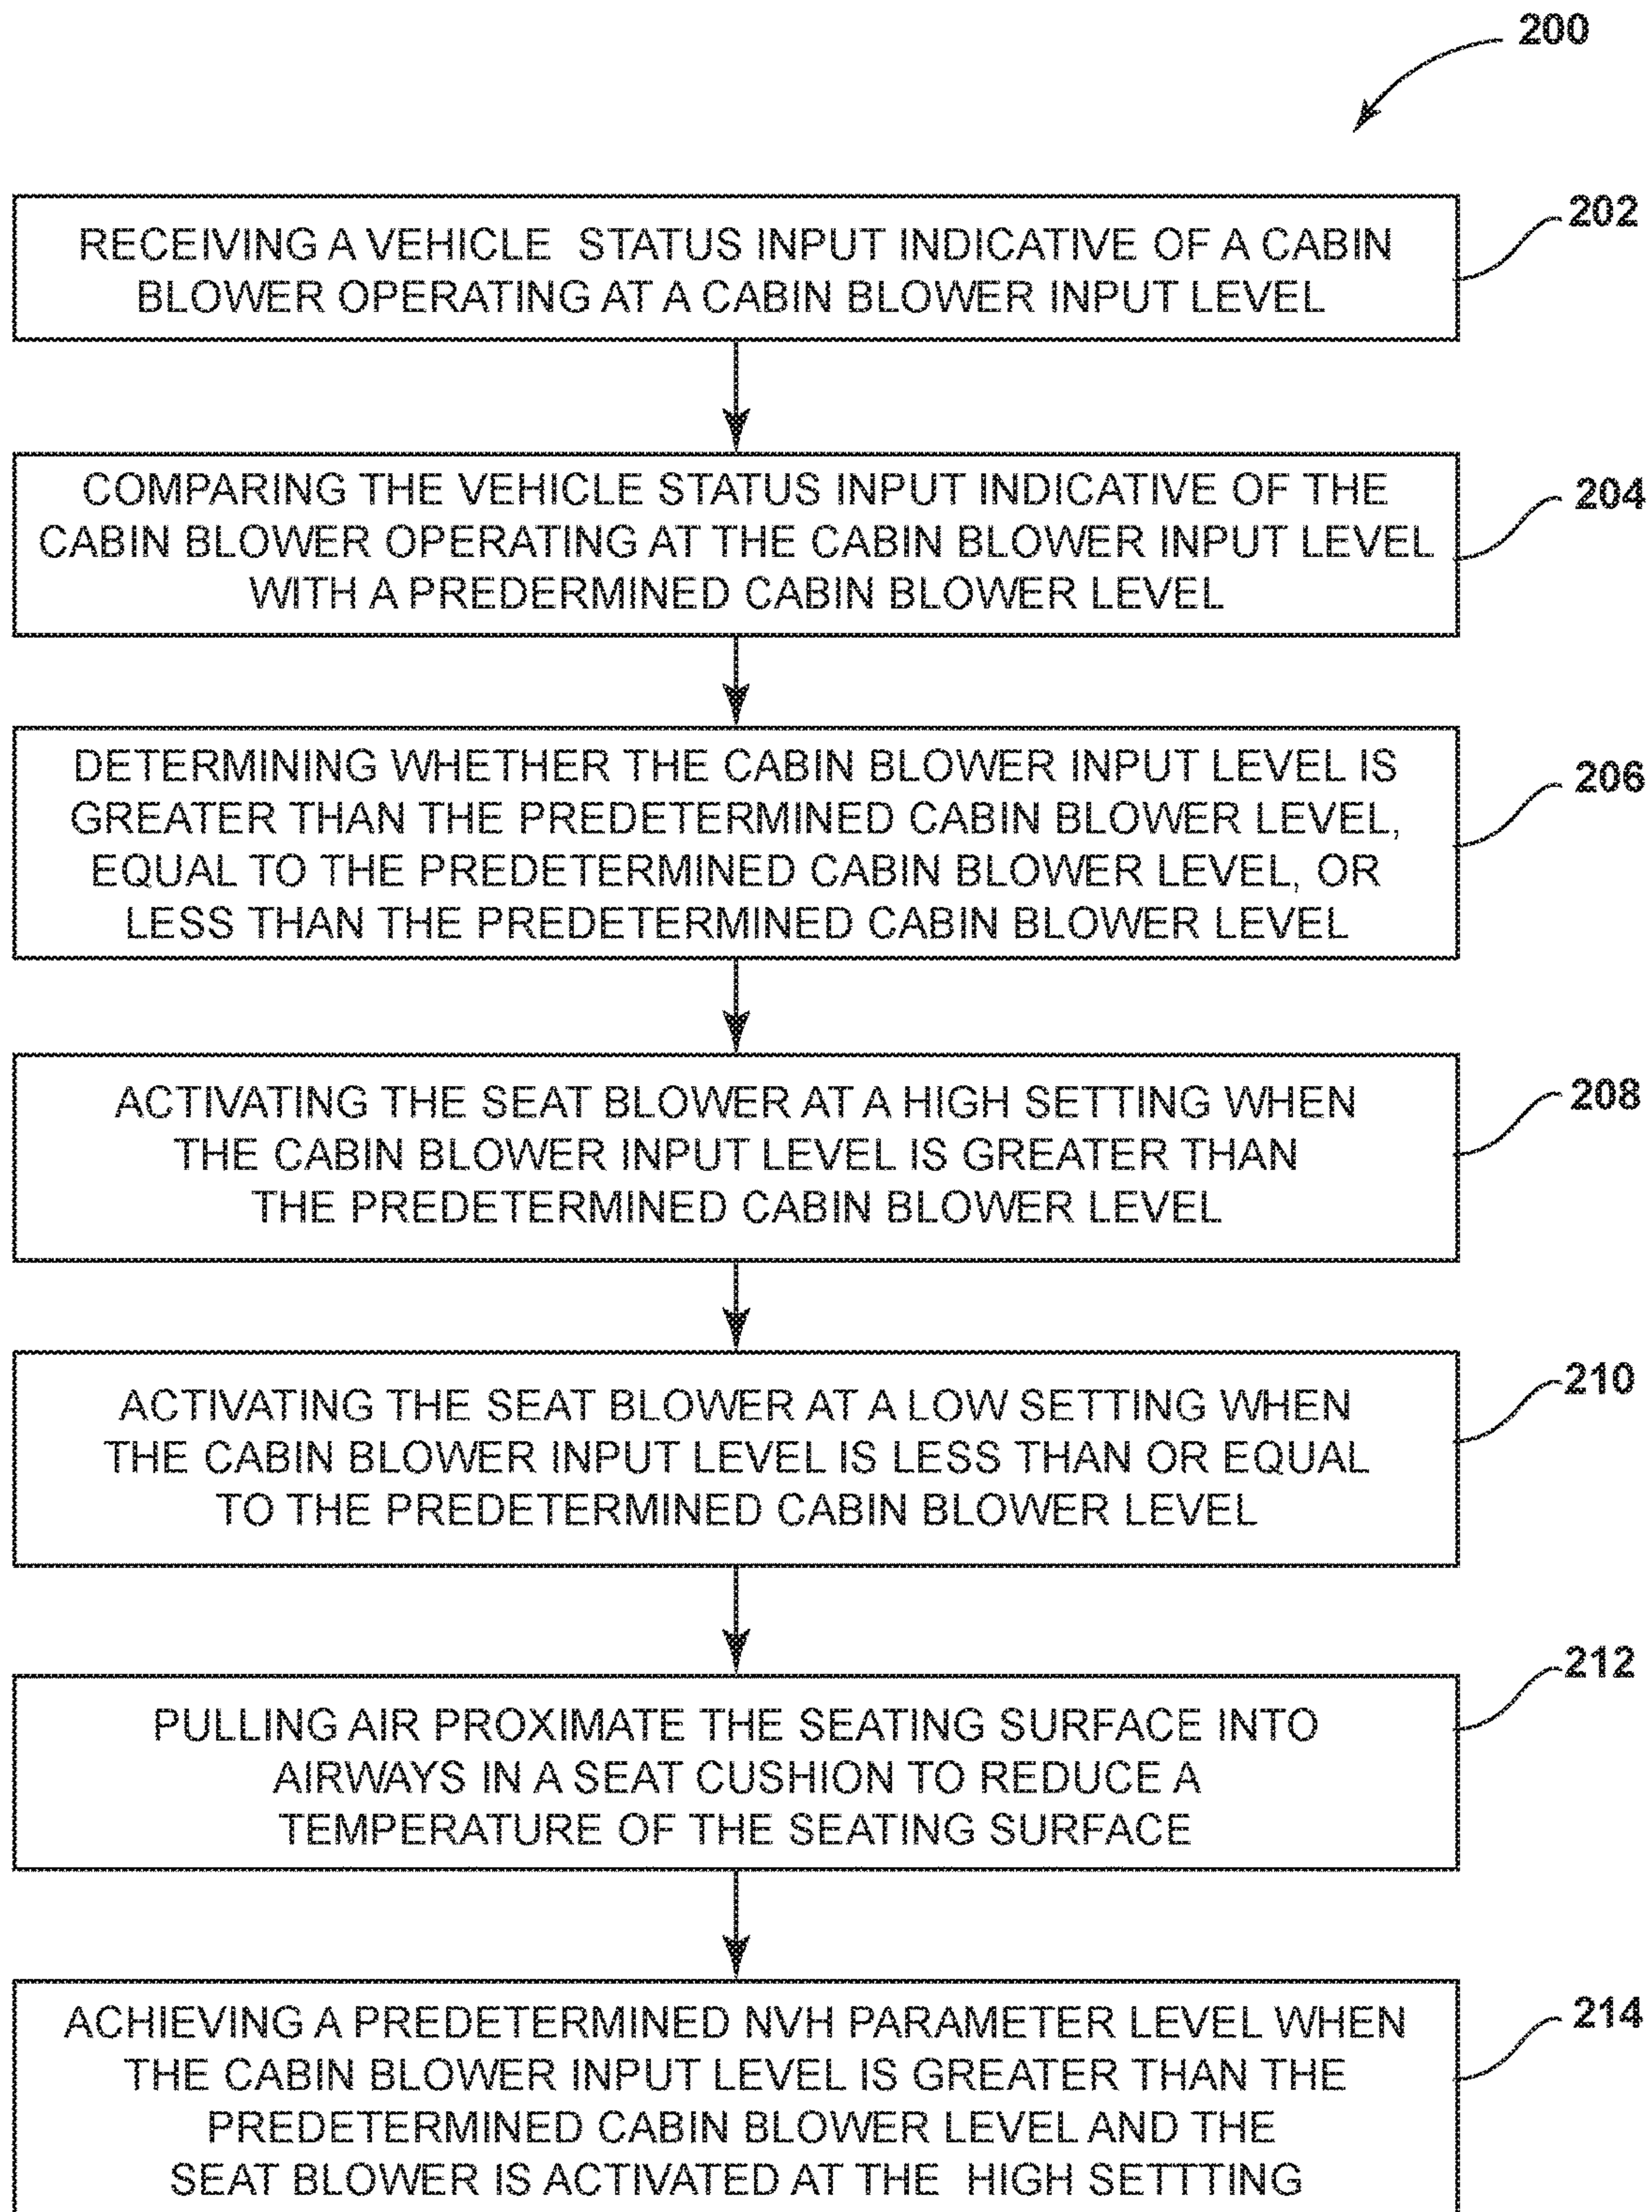 200
RECEIVING A VEHICLE STATUS INPUT INDICATIVE OF A CABIN
BLOWER OPERATING AT A CABIN BLOWER INPUT LEVEL
202
COMPARING THE VEHICLE STATUS INPUT INDICATIVE OF THE
CABIN BLOWER OPERATING AT THE CABIN BLOWER INPUT LEVEL
WITH A PREDERMINED CABIN BLOWER LEVEL
204
DETERMINING WHETHER THE CABIN BLOWER INPUT LEVEL IS
GREATER THAN THE PREDETERMINED CABIN BLOWER LEVEL,
EQUAL TO THE PREDETERMINED CABIN BLOWER LEVEL, OR
LESS THAN THE PREDETERMINED CABIN BLOWER LEVEL
206
ACTIVATING THE SEAT BLOWER AT A HIGH SETTING WHEN
THE CABIN BLOWER INPUT LEVEL IS GREATER THAN
THE PREDETERMINED CABIN BLOWER LEVEL
208
ACTIVATING THE SEAT BLOWER AT A LOW SETTING WHEN
THE CABIN BLOWER INPUT LEVEL IS LESS THAN OR EQUAL
TO THE PREDETERMINED CABIN BLOWER LEVEL
210
PULLING AIR PROXIMATE THE SEATING SURFACE INTO
AIRWAYS IN A SEAT CUSHION TO REDUCE A
TEMPERATURE OF THE SEATING SURFACE
212
ACHIEVING A PREDETERMINED NVH PARAMETER LEVEL WHEN
THE CABIN BLOWER INPUT LEVEL IS GREATER THAN THE
PREDETERMINED CABIN BLOWER LEVEL AND THE
SEAT BLOWER IS ACTIVATED AT THE HIGH SETTTING
214